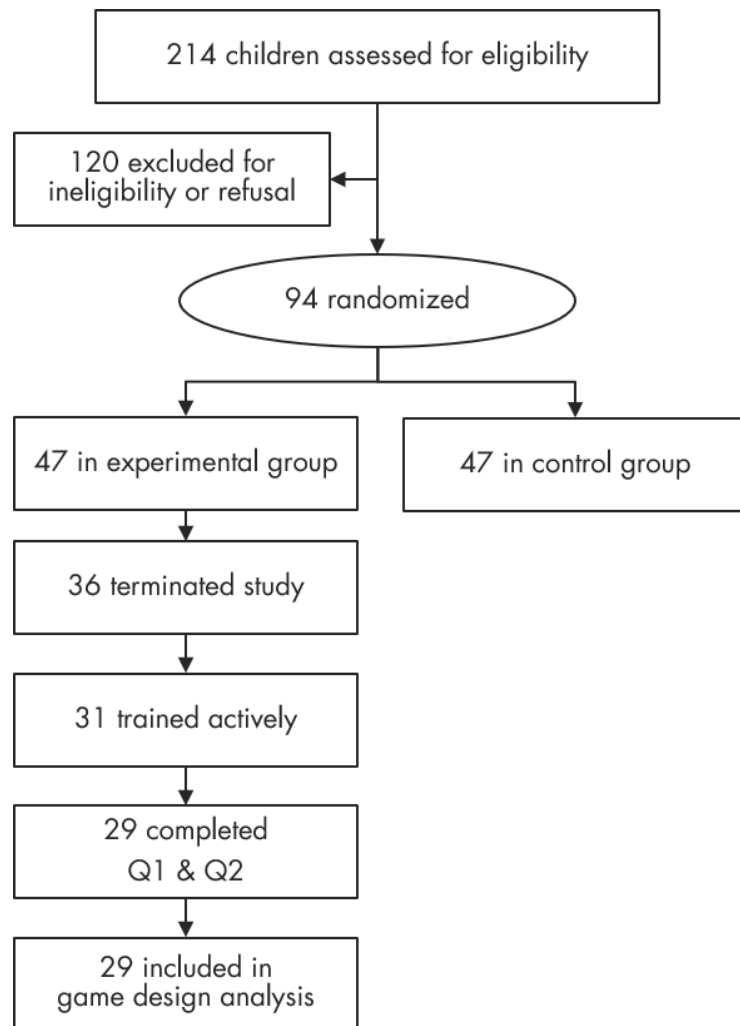 214 children assessed for eligibility
120 excluded for
ineligibility or refusal
94 randomized
47 in experimental group
47 in control group
36 terminated study
31 trained actively
29 completed
Q1 & Q2
29 included in
game design analysis